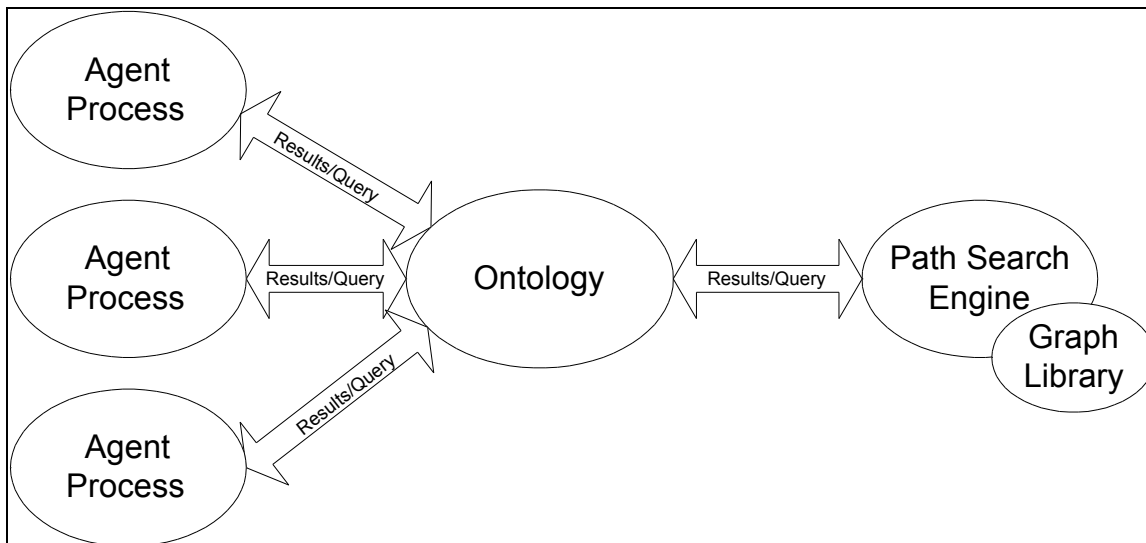 Agent
Process
Results/Query
Agent
Process
Results/Query
Ontology
Results/Query
Path Search
Engine
Graph
Library
Results/Query
Agent
Process